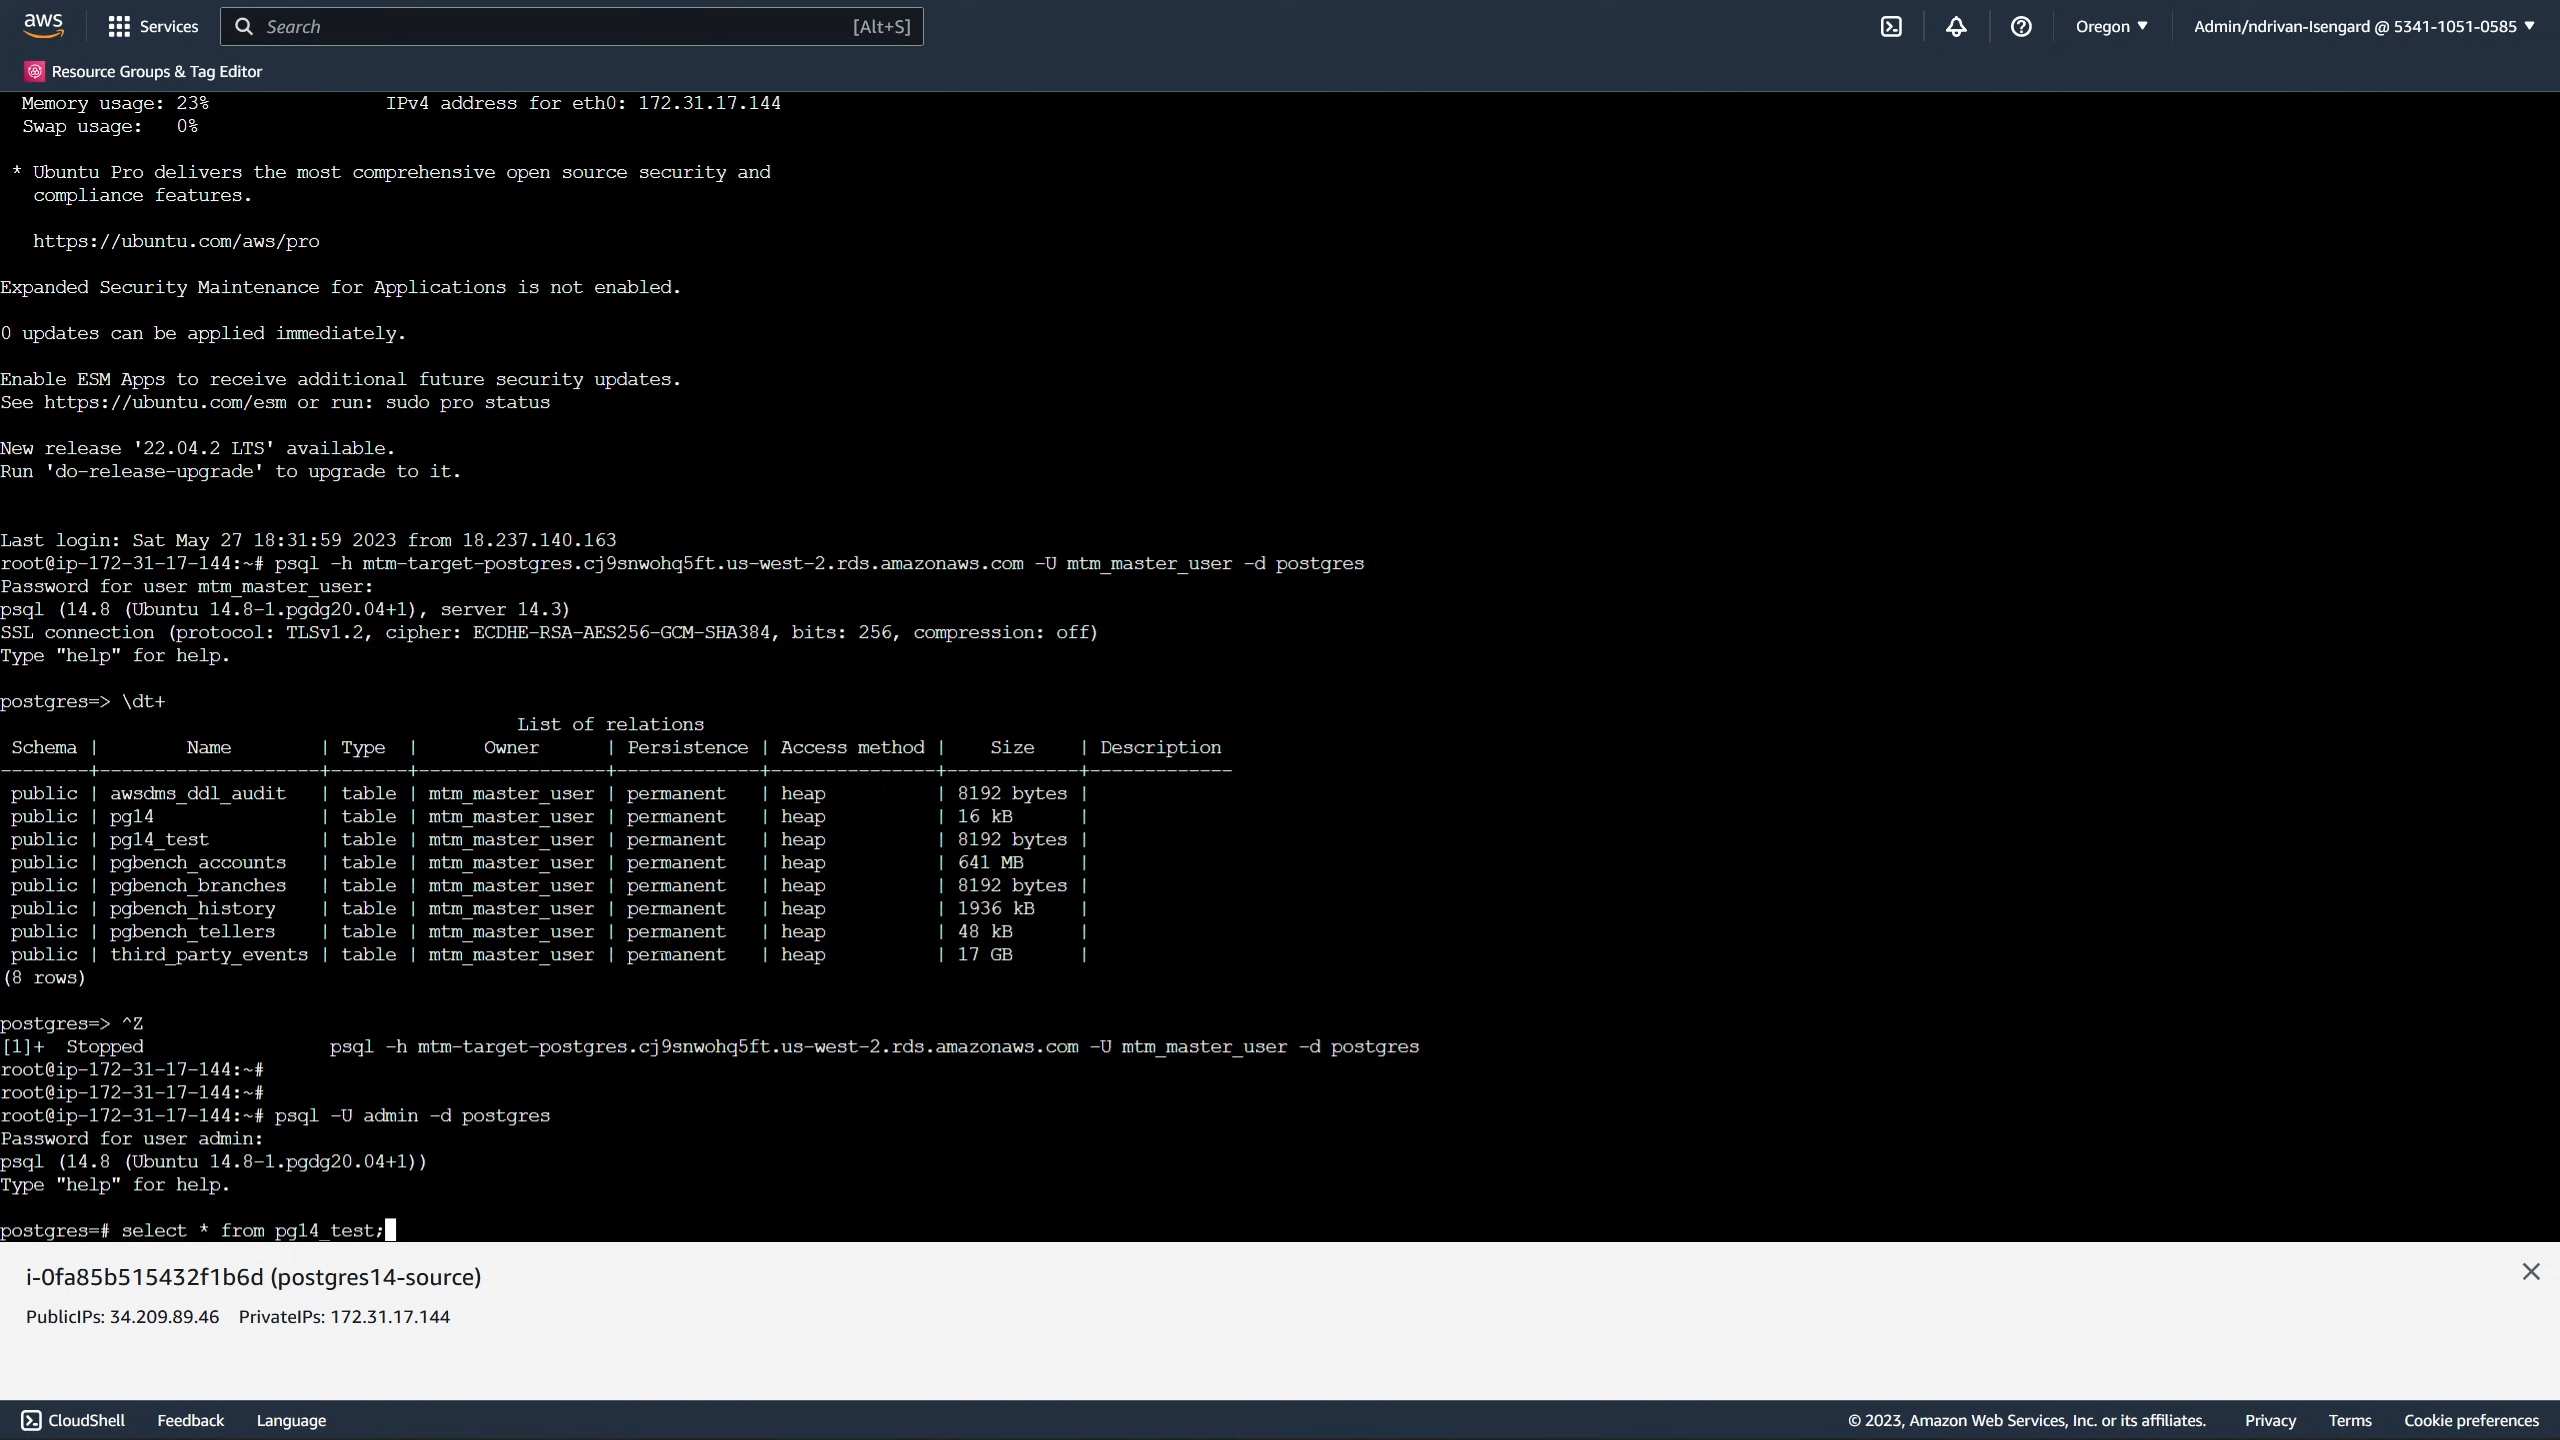 aws Services Search [Alt+S] Oregon Admin/ndrivan-Isengard @ 5341-1051-0585
Resource Groups & Tag Editor
Memory usage: 23% IPv4 address for eth0: 172.31.17.144
Swap usage: 0%
* Ubuntu Pro delivers the most comprehensive open source security and
compliance features.
https://ubuntu.com/aws/pro
Expanded Security Maintenance for Applications is not enabled.
0 updates can be applied immediately.
Enable ESM Apps to receive additional future security updates.
See https://ubuntu.com/esm or run: sudo pro status
New release '22.04.2 LTS' available.
Run 'do-release-upgrade' to upgrade to it.
Last login: Sat May 27 18:31:59 2023 from 18.237.140.163
root@ip-172-31-17-144:~# psql -h mtm-target-postgres.cj9snwohq5ft.us-west-2.rds.amazonaws.com -U mtm_master_user -d postgres
Password for user mtm_master_user:
psql (14.8 (Ubuntu 14.8-1.pgdg20.04+1), server 14.3)
SSL connection (protocol: TLSv1.2, cipher: ECDHE-RSA-AES256-GCM-SHA384, bits: 256, compression: off)
Type "help" for help.
postgres=> \dt+
List of relations
Schema | Name | Type | Owner | Persistence | Access method | Size | Description
--------+--------------------+-------+-----------------+-------------+---------------+------------+-------------
public | awsdms_ddl_audit | table | mtm_master_user | permanent | heap | 8192 bytes |
public | pg14 | table | mtm_master_user | permanent | heap | 16 kB |
public | pg14_test | table | mtm_master_user | permanent | heap | 8192 bytes |
public | pgbench_accounts | table | mtm_master_user | permanent | heap | 641 MB |
public | pgbench_branches | table | mtm_master_user | permanent | heap | 8192 bytes |
public | pgbench_history | table | mtm_master_user | permanent | heap | 1936 kB |
public | pgbench_tellers | table | mtm_master_user | permanent | heap | 48 kB |
public | third_party_events | table | mtm_master_user | permanent | heap | 17 GB |
(8 rows)
postgres=> ^Z
[1]+ Stopped psql -h mtm-target-postgres.cj9snwohq5ft.us-west-2.rds.amazonaws.com -U mtm_master_user -d postgres
root@ip-172-31-17-144:~#
root@ip-172-31-17-144:~#
root@ip-172-31-17-144:~# psql -U admin -d postgres
Password for user admin:
psql (14.8 (Ubuntu 14.8-1.pgdg20.04+1))
Type "help" for help.
postgres=# select * from pg14_test;
i-0fa85b515432f1b6d (postgres14-source)
PublicIPs: 34.209.89.46 PrivateIPs: 172.31.17.144
CloudShell Feedback Language © 2023, Amazon Web Services, Inc. or its affiliates. Privacy Terms Cookie preferences